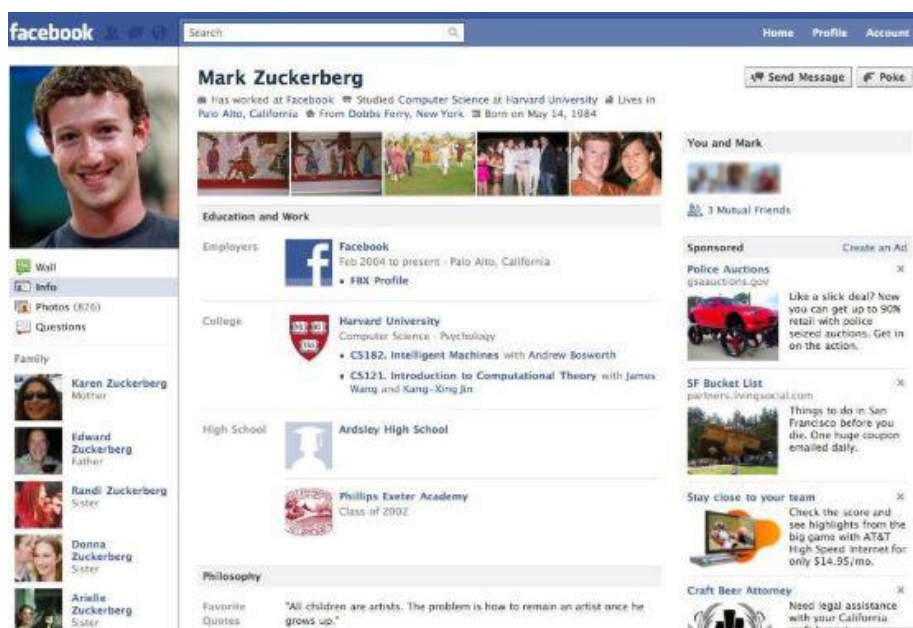 facebook
Search
Home Profile Account
Mark Zuckerberg
Has worked at Facebook Studied Computer Science at Harvard University Lives in
Palo Alto, California From Dobbs Ferry, New York Born on May 14, 1984
Send Message
Poke
Wall
Info
Photos (826)
Questions
Family
Karen Zuckerberg
Mother
Edward
Zuckerberg
Father
Randi Zuckerberg
Sister
Donna
Zuckerberg
Sister
Arielle
Zuckerberg
Sister
Education and Work
Employers
Facebook
Feb 2004 to present · Palo Alto, California
• FBX Profile
College
Harvard University
Computer Science · Psychology
• CS182. Intelligent Machines with Andrew Bosworth
• CS121. Introduction to Computational Theory with James
Wang and Kang-Xing Jin
High School
Ardsley High School
Phillips Exeter Academy
Class of 2002
Philosophy
Favorite
Quotes
"All children are artists. The problem is how to remain an artist once he
grows up."
You and Mark
3 Mutual Friends
Sponsored
Create an Ad
Police Auctions
gsaauctions.gov
Like a slick deal? Now
you can get up to 90%
retail with police
seized auctions. Get in
on the action.
SF Bucket List
partners.livingsocial.com
Things to do in San
Francisco before you
die. One huge coupon
emailed daily.
Stay close to your team
Check the score and
see highlights from the
big game with AT&T
High Speed Internet for
only $14.95/mo.
Craft Beer Attorney
Need legal assistance
with your California